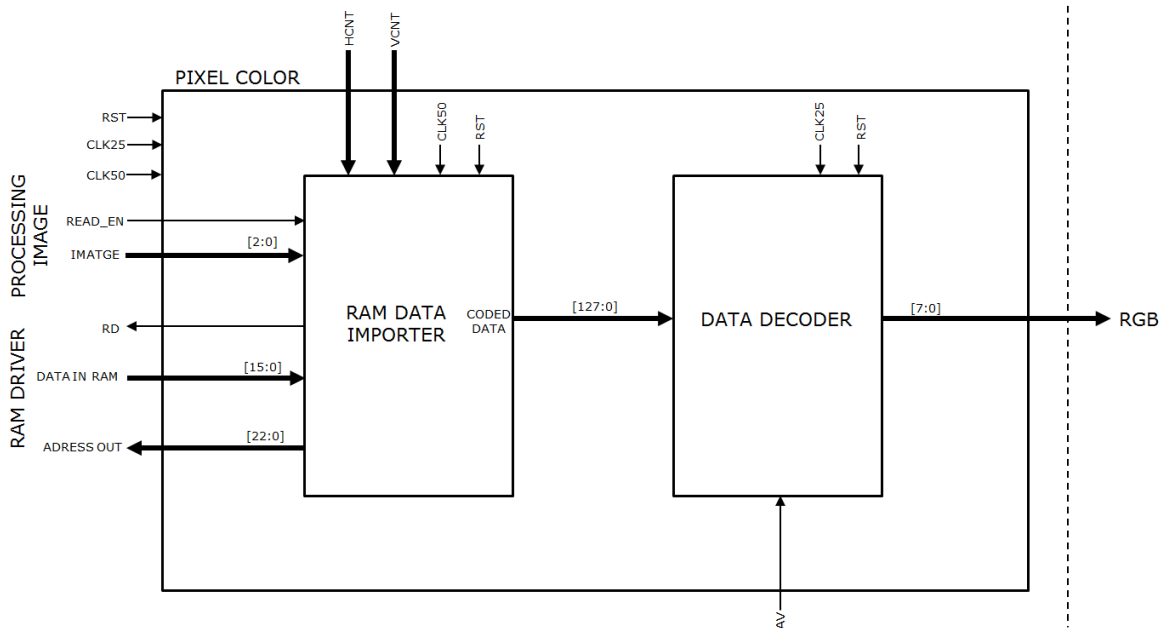 HCNT
VCNT
PIXEL COLOR
RST
CLK25
CLK50
CLK50
RST
CLK25
RST
PROCESSING
IMAGE
READ_EN
IMATGE
[2:0]
RAM DRIVER
RD
DATA IN RAM
[15:0]
ADRESS OUT
[22:0]
RAM DATA
IMPORTER
CODED
DATA
[127:0]
DATA DECODER
[7:0]
RGB
AV